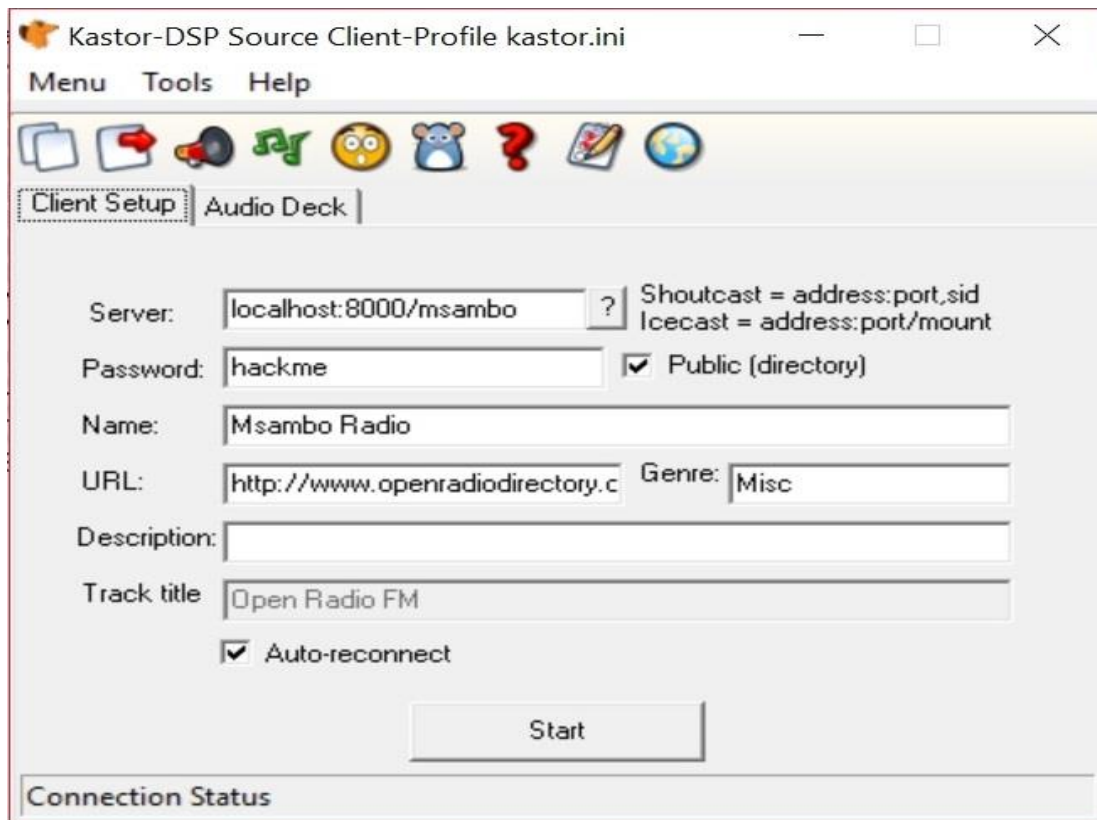 Kastor-DSP Source Client-Profile kastor.ini
Menu Tools Help
Client Setup Audio Deck
Server: localhost:8000/msambo ? Shoutcast = address:port,sid
Icecast = address:port/mount
Password: hackme Public (directory)
Name: Msambo Radio
URL: http://www.openradiodirectory.c Genre: Misc
Description:
Track title Open Radio FM
Auto-reconnect
Start
Connection Status